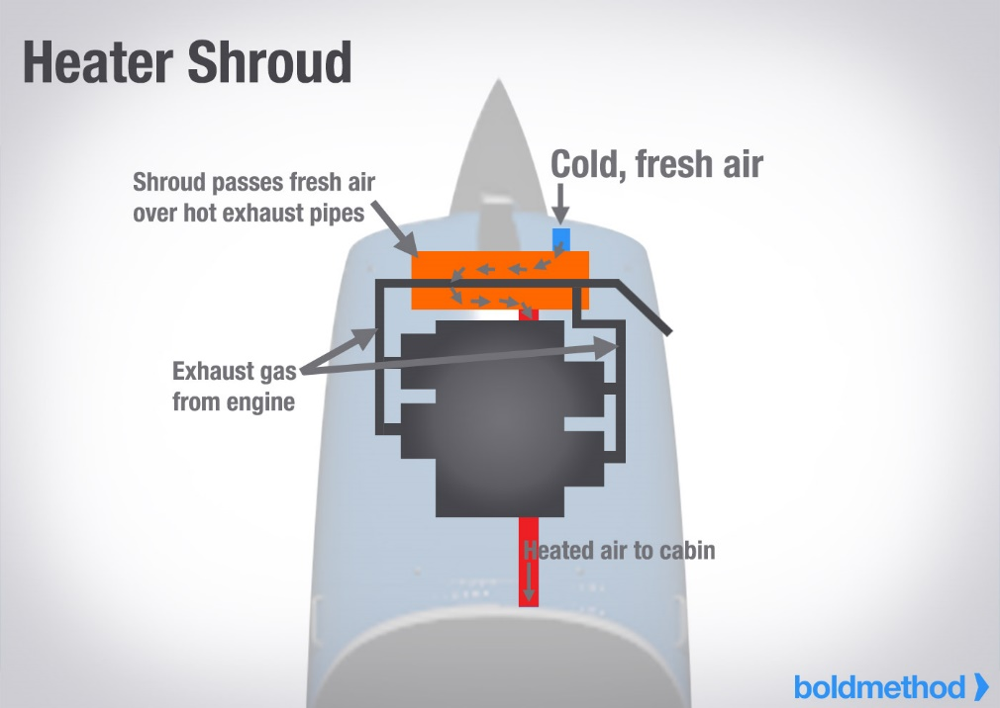 Heater Shroud
Cold, fresh air
Shroud passes fresh air
over hot exhaust pipes
Exhaust gas
from engine
Heated air to cabin
boldmethod